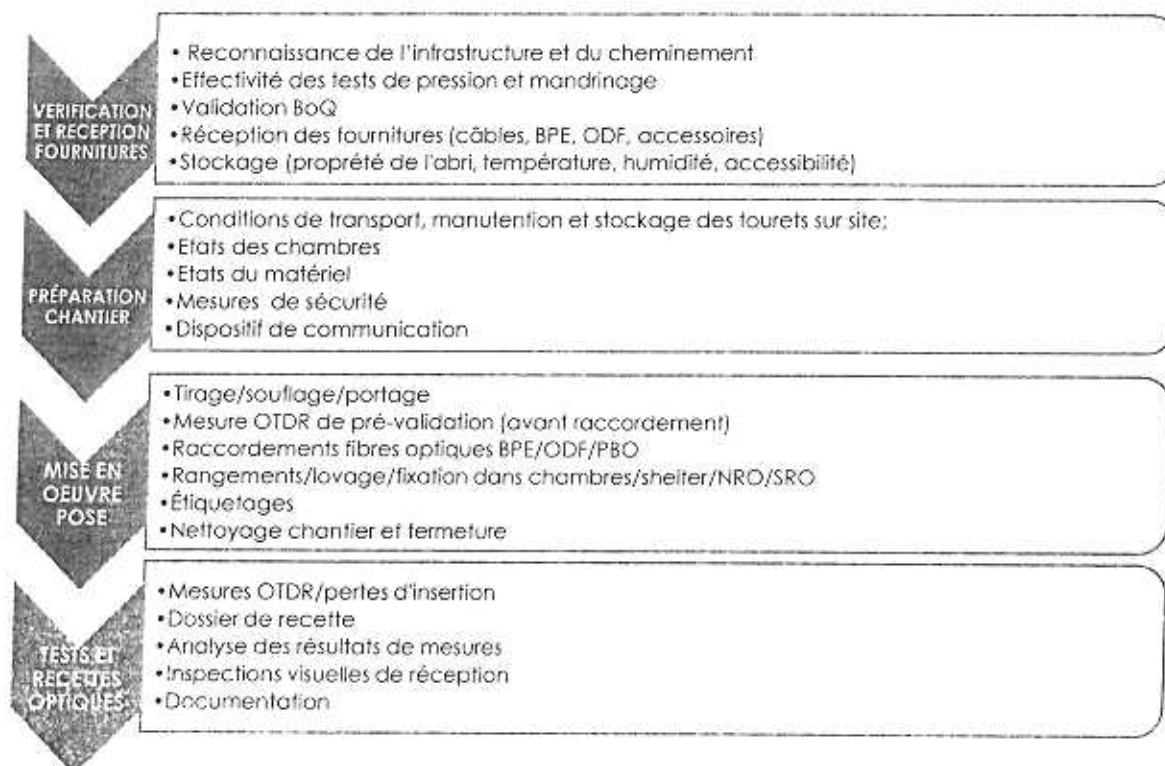 VERIFICATION
ET RECEPTION
FOURNITURES
• Reconnaissance de l'infrastructure et du cheminement
•Effectivité des tests de pression et mandrinage
•Validation BoQ
•Réception des fournitures (câbles, BPE, ODF, accessoires)
•Stockage (propreté de l'abri, température, humidité, accessibilité)
PRÉPARATION
CHANTIER
•Conditions de transport, manutention et stockage des tourets sur site;
•Etats des chambres
•Etats du matériel
•Mesures de sécurité
•Dispositif de communication
MISE EN
OEUVRE
POSE
•Tirage/souflage/portage
•Mesure OTDR de pré-validation (avant raccordement)
•Raccordements fibres optiques BPE/ODF/PBO
•Rangements/lovage/fixation dans chambres/shelter/NRO/SRO
•Étiquetages
•Nettoyage chantier et fermeture
TESTS ET
RECETTES
OPTIQUES
•Mesures OTDR/pertes d'insertion
•Dossier de recette
•Analyse des résultats de mesures
•Inspections visuelles de réception
•Documentation